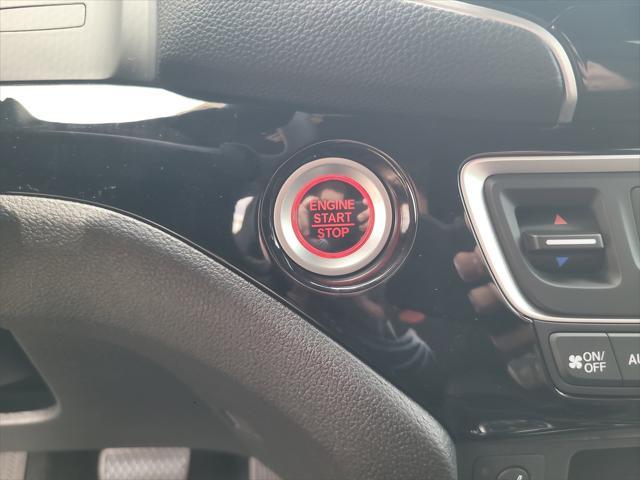 ENGINE
START
STOP
ON/
OFF
AU